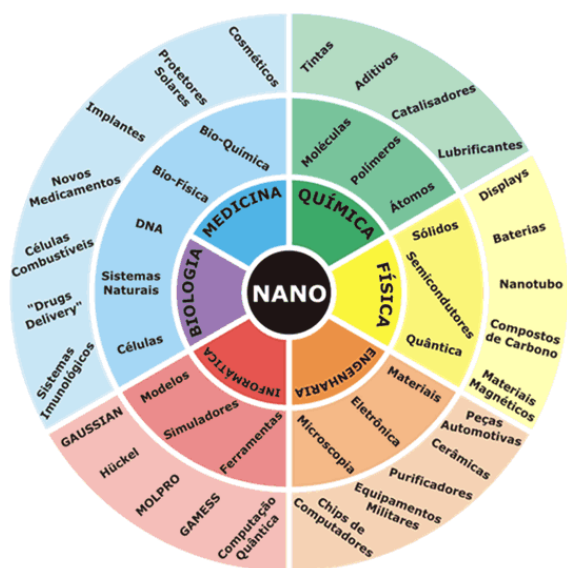 NANO
MEDICINA
QUÍMICA
FÍSICA
ENGENHARIA
INFORMÁTICA
BIOLOGIA
Bio-Química
Bio-Física
DNA
Sistemas
Naturais
Células
Moléculas
Polímeros
Átomos
Sólidos
Semicondutores
Quântica
Materiais
Eletrônica
Microscopia
Ferramentas
Simuladores
Modelos
Cosméticos
Protetores
Solares
Implantes
Novos
Medicamentos
Células
Combustíveis
"Drugs
Delivery"
Sistemas
Imunológicos
Tintas
Aditivos
Catalisadores
Lubrificantes
Displays
Baterias
Nanotubo
Compostos
de Carbono
Materiais
Magnéticos
Peças
Automotivas
Cerâmicas
Purificadores
Equipamentos
Militares
Chips de
Computadores
Computação
Quântica
GAMESS
MOLPRO
Hückel
GAUSSIAN